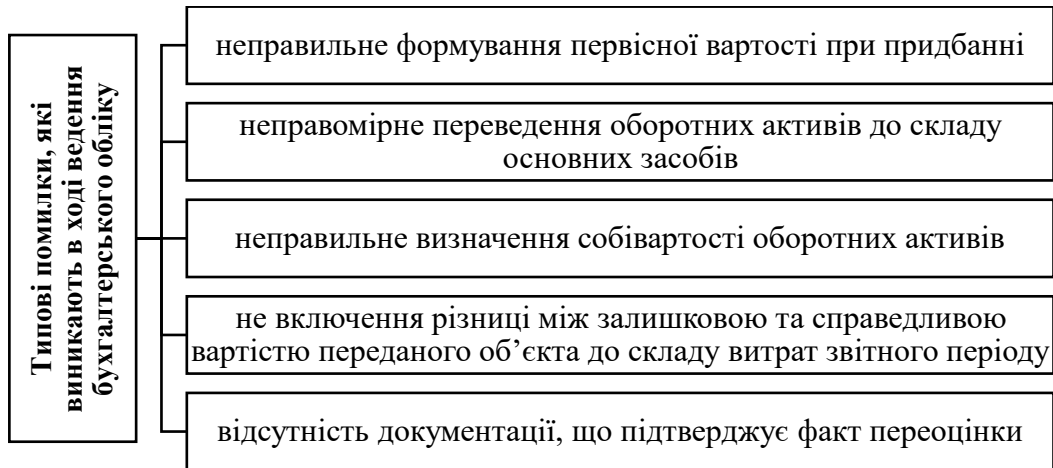 Типові помилки, які
виникають в ході ведення
бухгалтерського обліку
неправильне формування первісної вартості при придбанні
неправомірне переведення оборотних активів до складу
основних засобів
неправильне визначення собівартості оборотних активів
не включення різниці між залишковою та справедливою
вартістю переданого об’єкта до складу витрат звітного періоду
відсутність документації, що підтверджує факт переоцінки